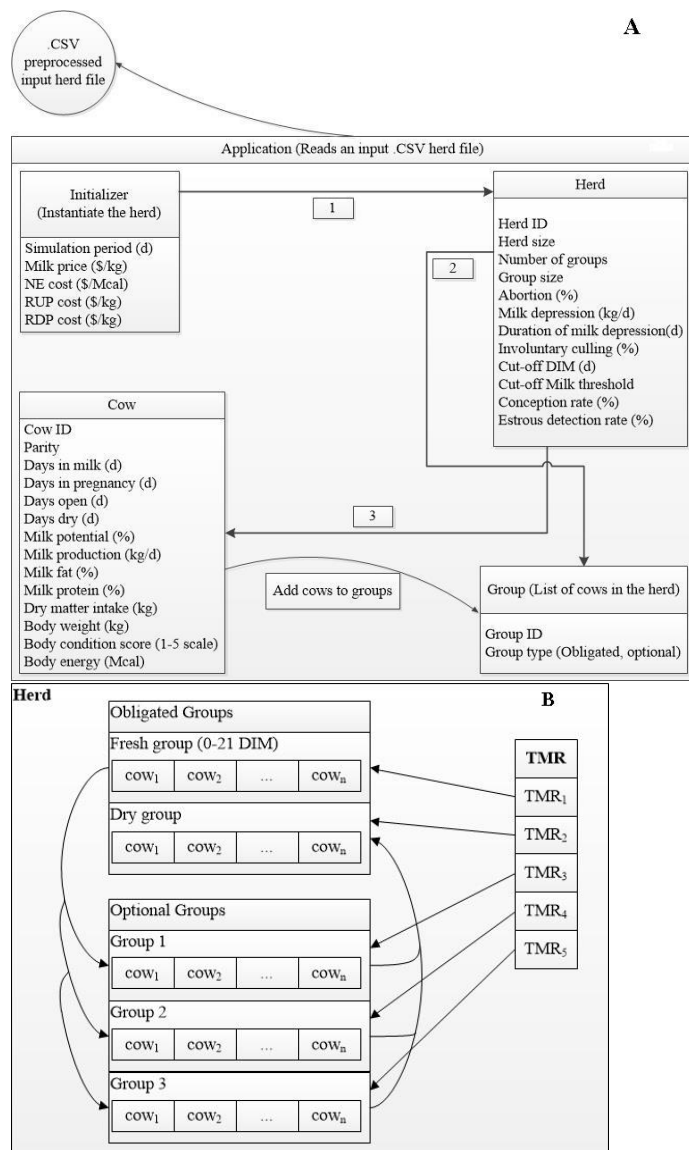 A
.CSV
preprocessed
input herd file
Application (Reads an input .CSV herd file)
Initializer
(Instantiate the herd)
Simulation period (d)
Milk price ($/kg)
NE cost ($/Mcal)
RUP cost ($/kg)
RDP cost ($/kg)
1
Herd
Herd ID
Herd size
Number of groups
Group size
Abortion (%)
Milk depression (kg/d)
Duration of milk depression(d)
Involuntary culling (%)
Cut-off DIM (d)
Cut-off Milk threshold
Conception rate (%)
Estrous detection rate (%)
2
Cow
Cow ID
Parity
Days in milk (d)
Days in pregnancy (d)
Days open (d)
Days dry (d)
Milk potential (%)
Milk production (kg/d)
Milk fat (%)
Milk protein (%)
Dry matter intake (kg)
Body weight (kg)
Body condition score (1-5 scale)
Body energy (Mcal)
3
Add cows to groups
Group (List of cows in the herd)
Group ID
Group type (Obligated, optional)
Herd
B
Obligated Groups
Fresh group (0-21 DIM)
cow₁ cow₂ ... cowₙ
Dry group
cow₁ cow₂ ... cowₙ
Optional Groups
Group 1
cow₁ cow₂ ... cowₙ
Group 2
cow₁ cow₂ ... cowₙ
Group 3
cow₁ cow₂ ... cowₙ
TMR
TMR₁
TMR₂
TMR₃
TMR₄
TMR₅